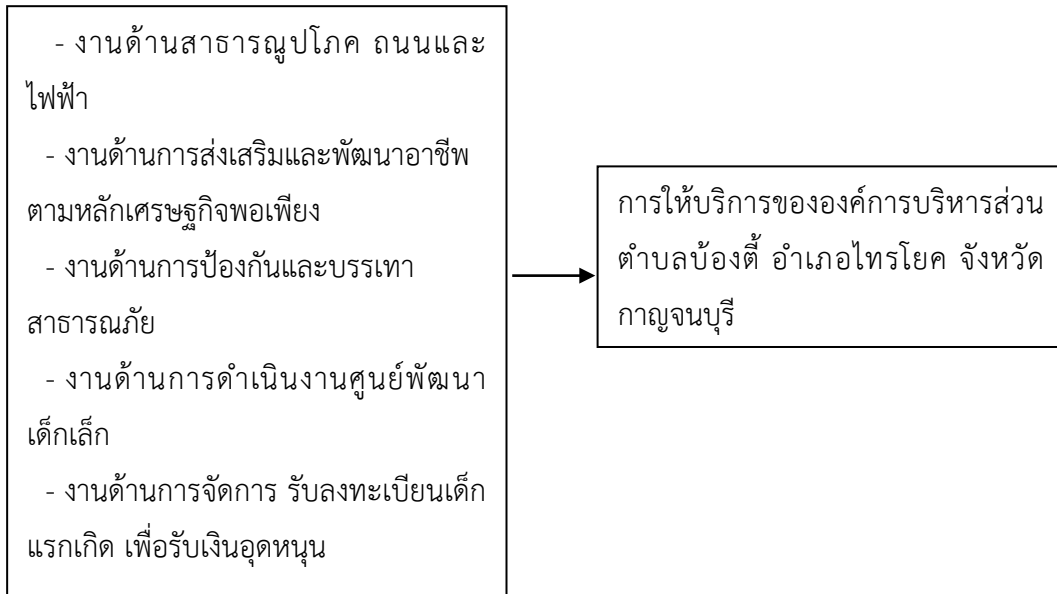 - งานด้านสาธารณูปโภค ถนนและ
ไฟฟ้า
- งานด้านการส่งเสริมและพัฒนาอาชีพ
ตามหลักเศรษฐกิจพอเพียง
- งานด้านการป้องกันและบรรเทา
สาธารณภัย
- งานด้านการดำเนินงานศูนย์พัฒนา
เด็กเล็ก
- งานด้านการจัดการ รับลงทะเบียนเด็ก
แรกเกิด เพื่อรับเงินอุดหนุน
การให้บริการขององค์การบริหารส่วน
ตำบลบ้องตี้ อำเภอไทรโยค จังหวัด
กาญจนบุรี